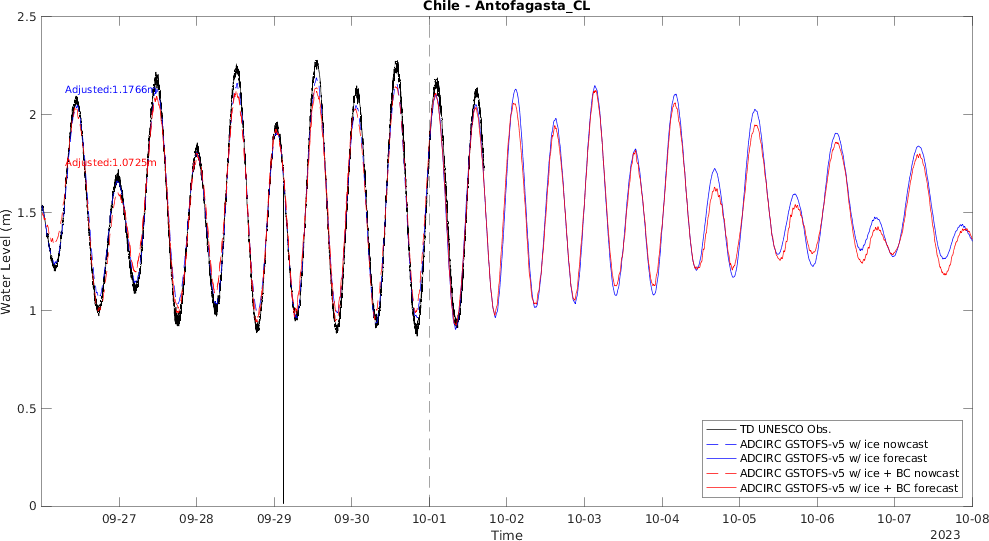 Chile - Antofagasta_CL
2.5
2
1.5
1
0.5
0
Water Level (m)
Adjusted:1.1766m
Adjusted:1.0725m
TD UNESCO Obs.
ADCIRC GSTOFS-v5 w/ ice nowcast
ADCIRC GSTOFS-v5 w/ ice forecast
ADCIRC GSTOFS-v5 w/ ice + BC nowcast
ADCIRC GSTOFS-v5 w/ ice + BC forecast
09-27 09-28 09-29 09-30 10-01 10-02 10-03 10-04 10-05 10-06 10-07 10-08
Time
2023